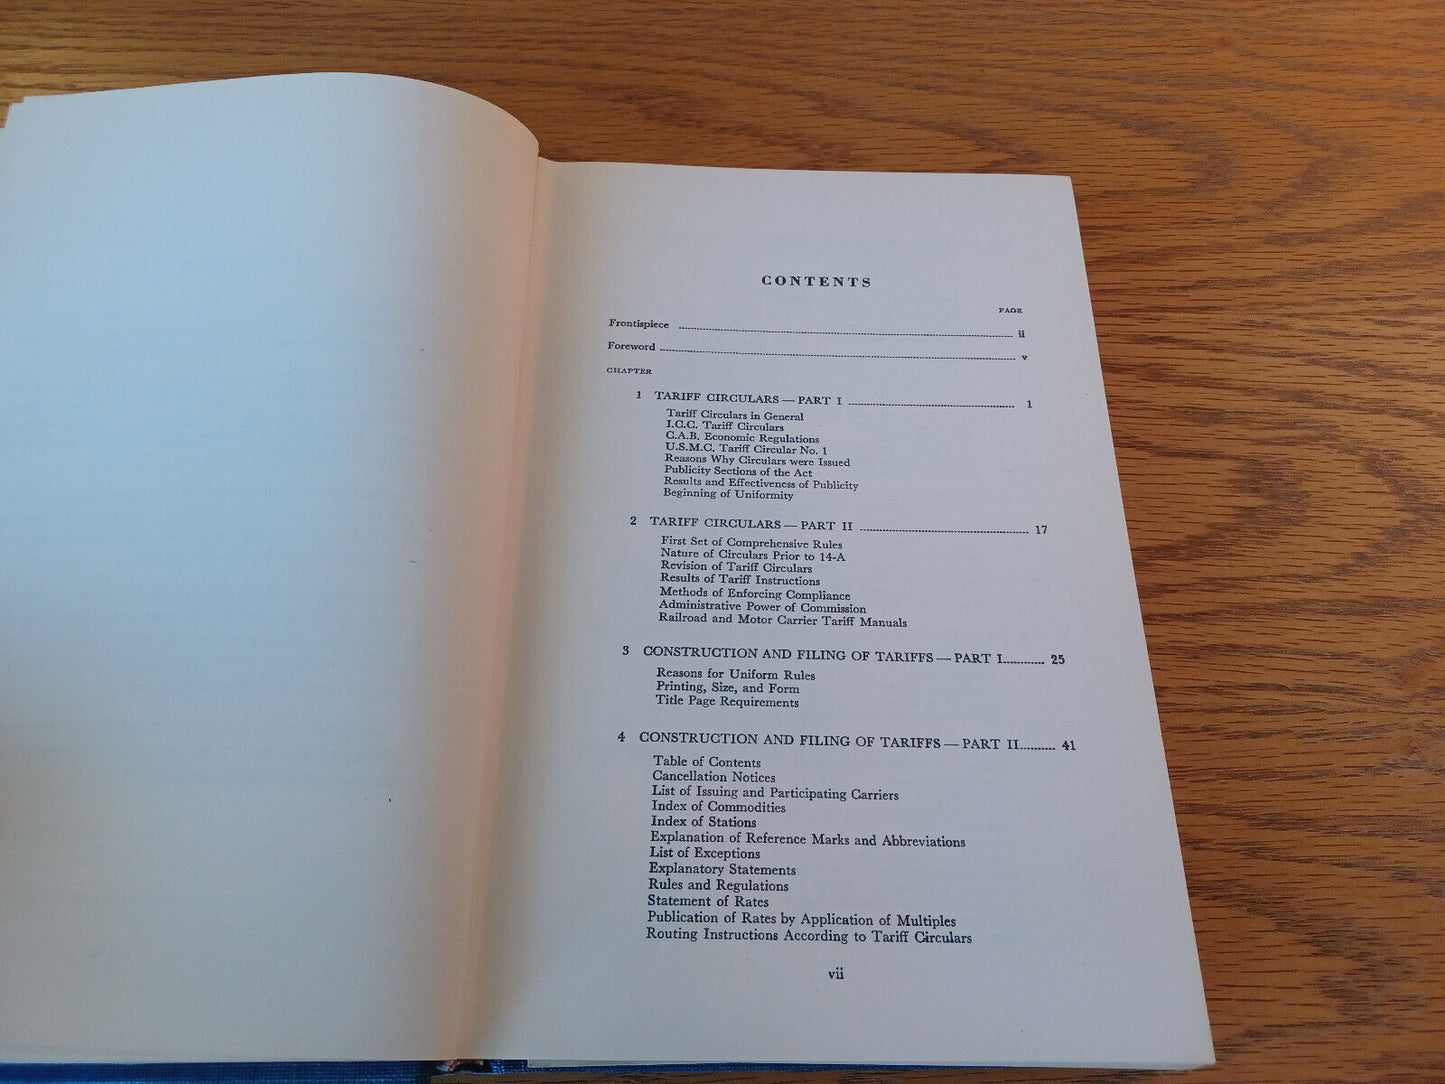 CONTENTS
PAGE
Frontispiece ii
Foreword v
CHAPTER
1 TARIFF CIRCULARS — PART I 1
Tariff Circulars in General
I.C.C. Tariff Circulars
C.A.B. Economic Regulations
U.S.M.C. Tariff Circular No. 1
Reasons Why Circulars were Issued
Publicity Sections of the Act
Results and Effectiveness of Publicity
Beginning of Uniformity
2 TARIFF CIRCULARS — PART II 17
First Set of Comprehensive Rules
Nature of Circulars Prior to 14-A
Revision of Tariff Circulars
Results of Tariff Instructions
Methods of Enforcing Compliance
Administrative Power of Commission
Railroad and Motor Carrier Tariff Manuals
3 CONSTRUCTION AND FILING OF TARIFFS — PART I 25
Reasons for Uniform Rules
Printing, Size, and Form
Title Page Requirements
4 CONSTRUCTION AND FILING OF TARIFFS — PART II 41
Table of Contents
Cancellation Notices
List of Issuing and Participating Carriers
Index of Commodities
Index of Stations
Explanation of Reference Marks and Abbreviations
List of Exceptions
Explanatory Statements
Rules and Regulations
Statement of Rates
Publication of Rates by Application of Multiples
Routing Instructions According to Tariff Circulars
vii